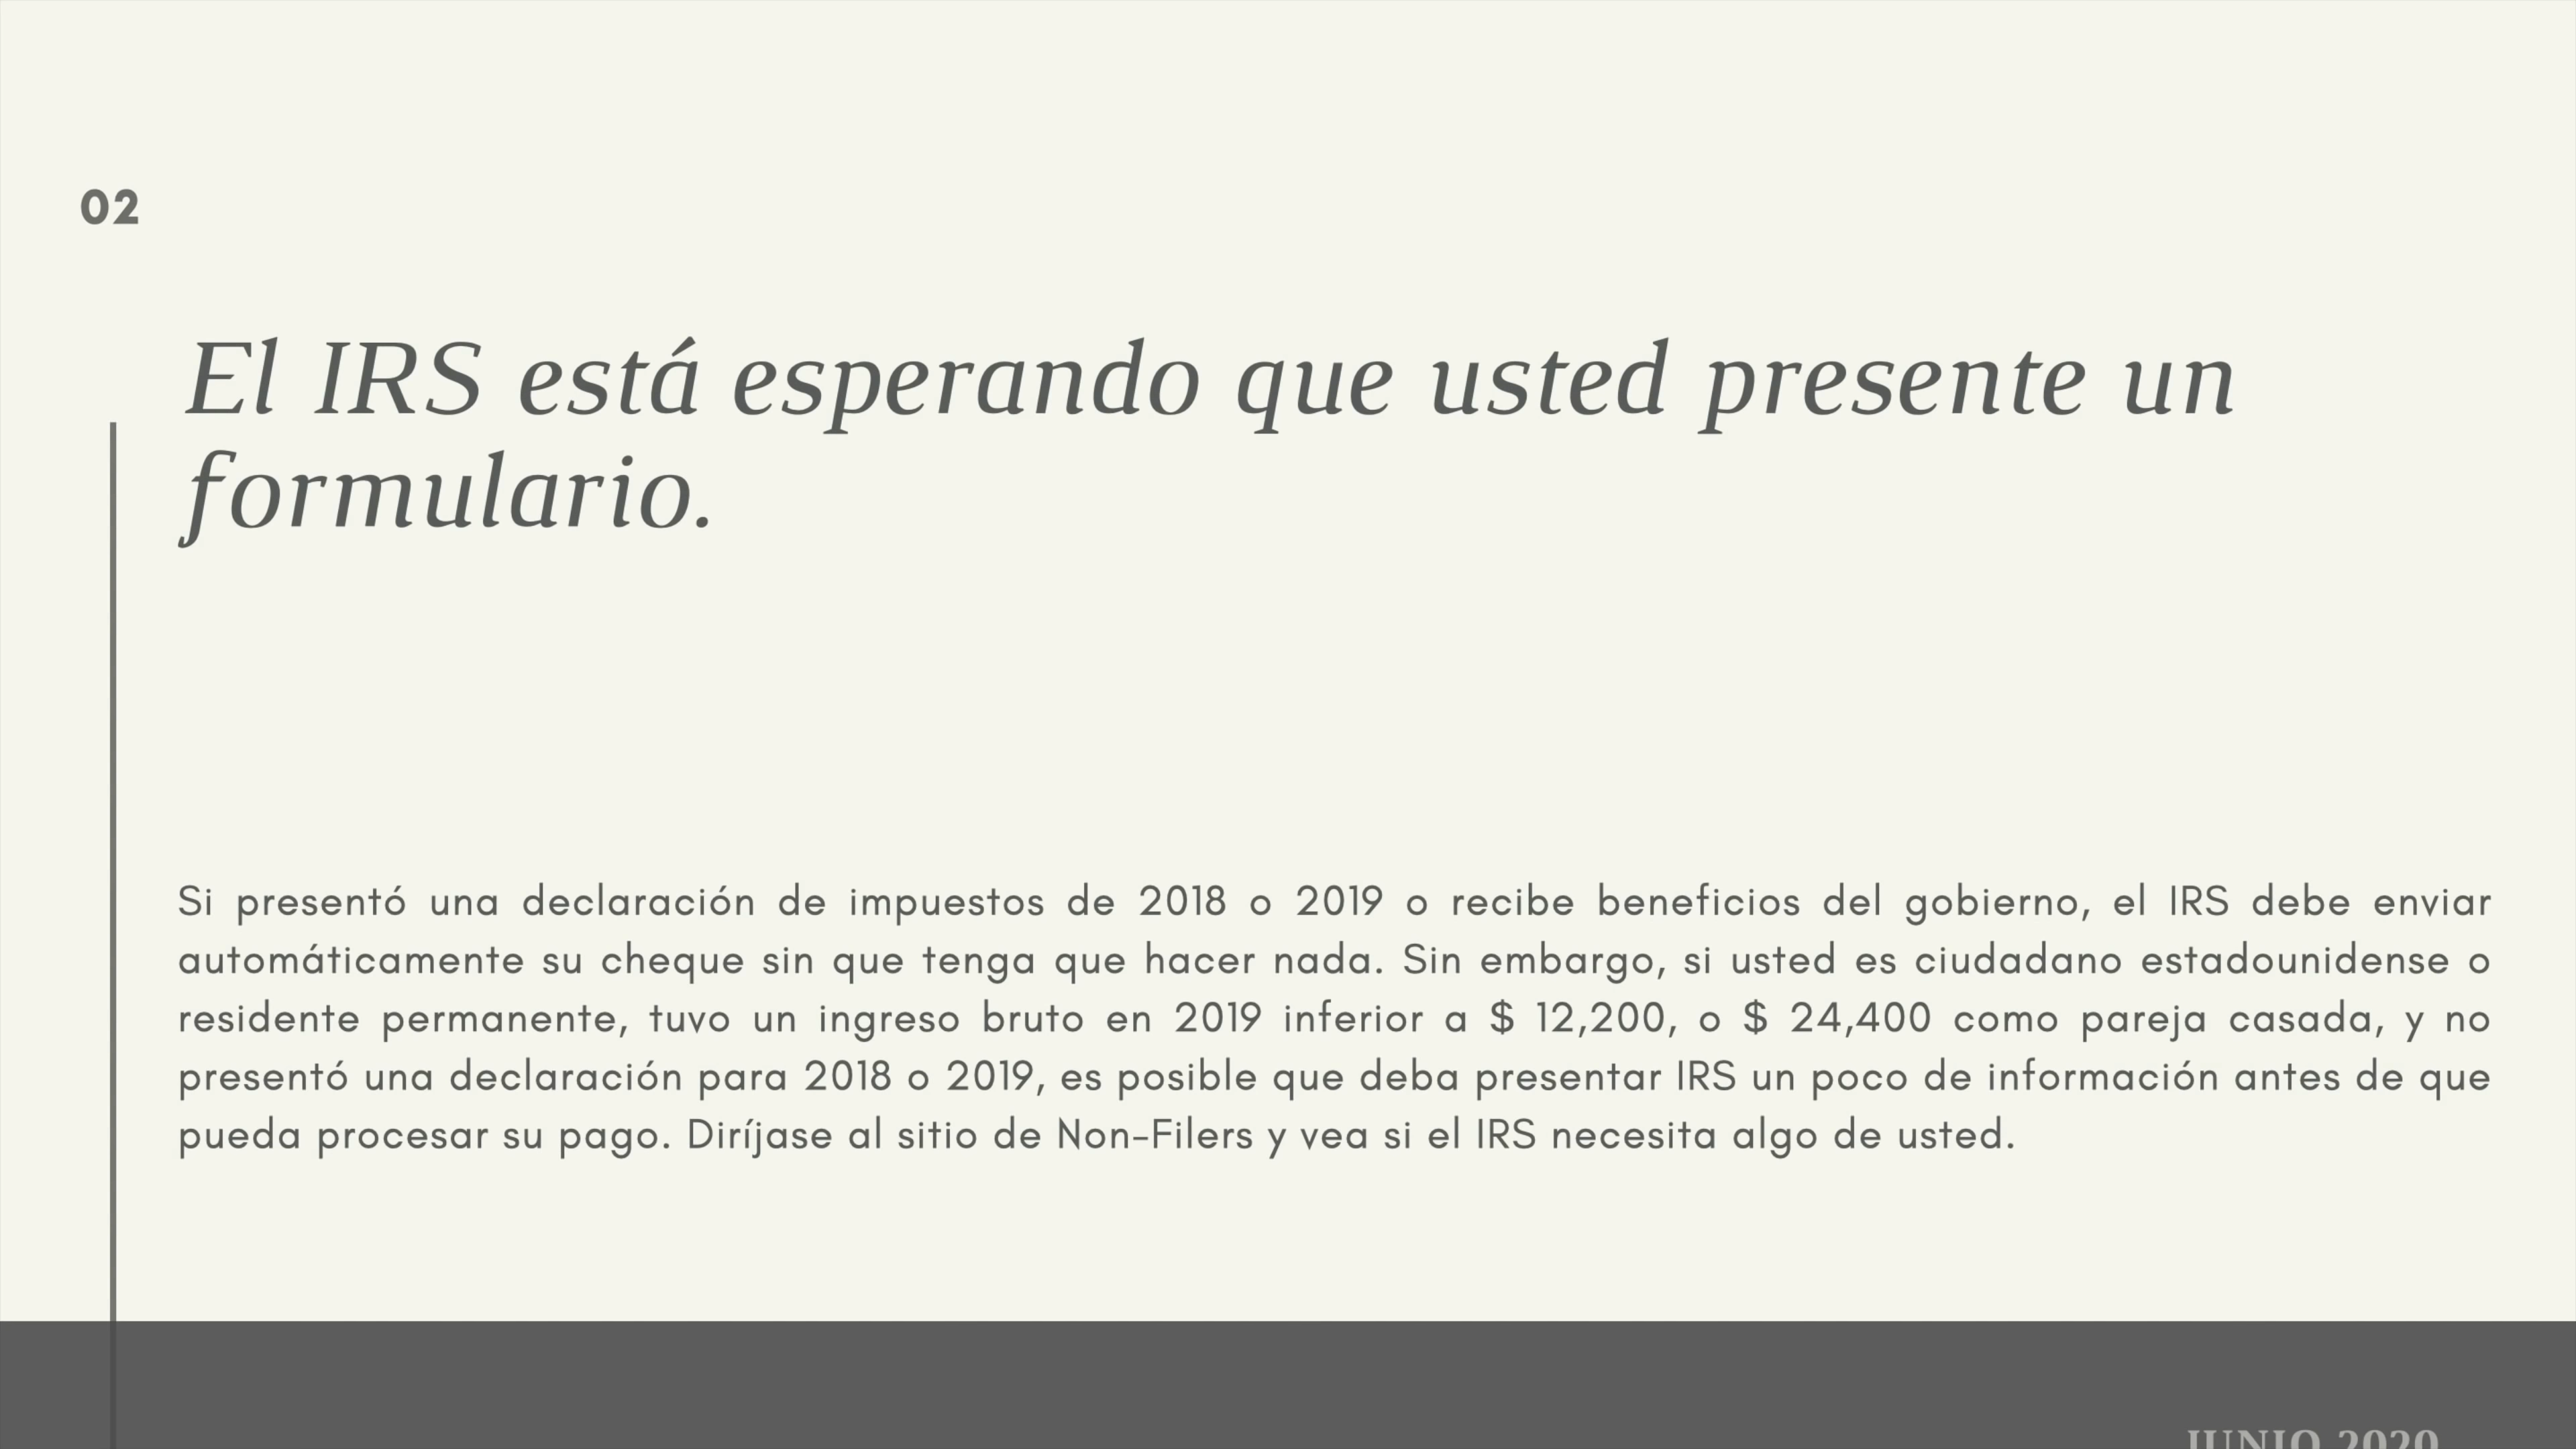 02
El IRS está esperando que usted presente un
formulario.
Si presentó una declaración de impuestos de 2018 o 2019 o recibe beneficios del gobierno, el IRS debe enviar
automáticamente su cheque sin que tenga que hacer nada. Sin embargo, si usted es ciudadano estadounidense o
residente permanente, tuvo un ingreso bruto en 2019 inferior a $ 12,200, o $ 24,400 como pareja casada, y no
presentó una declaración para 2018 o 2019, es posible que deba presentar IRS un poco de información antes de que
pueda procesar su pago. Diríjase al sitio de Non-Filers y vea si el IRS necesita algo de usted.
JUNIO 2020